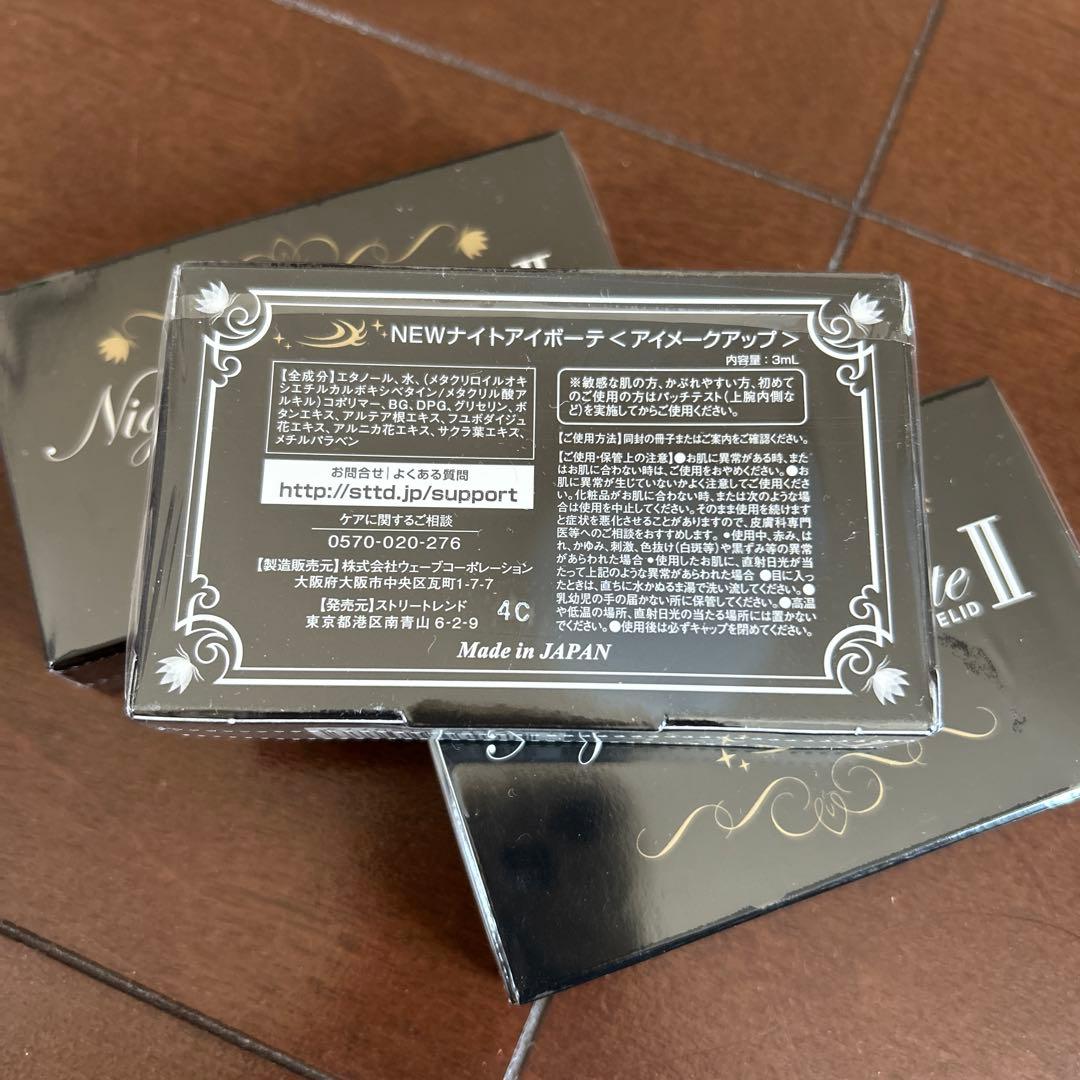 NEWナイトアイボーテ＜アイメークアップ＞
内容量：3mL
【全成分】エタノール、水、(メタクリロイルオキ
シエチルカルボキシベタイン/メタクリル酸ア
ルキル)コポリマー、BG、DPG、グリセリン、ボ
タンエキス、アルテア根エキス、フユボダイジュ
花エキス、アルニカ花エキス、サクラ葉エキス、
メチルパラベン
お問合せ｜よくある質問
http://sttd.jp/support
ケアに関するご相談
0570-020-276
【製造販売元】株式会社ウェーブコーポレーション
大阪府大阪市中央区瓦町1-7-7
【発売元】ストリートレンド
東京都港区南青山 6-2-9
4C
※敏感な肌の方、かぶれやすい方、初めて
のご使用の方はパッチテスト(上腕内側な
ど)を実施してからご使用ください。
【ご使用方法】同封の冊子またはご案内をご確認ください。
【ご使用・保管上の注意】●お肌に異常がある時、また
はお肌に合わない時は、ご使用をおやめください。●お
肌に異常が生じていないかよく注意してご使用くださ
い。化粧品がお肌に合わない時、または次のような場合
は使用を中止してください。そのまま使用を続けます
と症状を悪化させることがありますので、皮膚科専門
医等へのご相談をおすすめします。●使用中、赤み、は
れ、かゆみ、刺激、色抜け(白斑等)や黒ずみ等の異常
があらわれた場合 ●使用したお肌に、直射日光が当
たって上記のような異常があらわれた場合 ●目に入っ
たときは、直ちに水かぬるま湯で洗い流してください。●
乳幼児の手の届かない所に保管してください。●高温
や低温の場所、直射日光の当たる場所には置かない
でください。●使用後は必ずキャップを閉めてください。
Made in JAPAN
Nig
II
te II
ELID